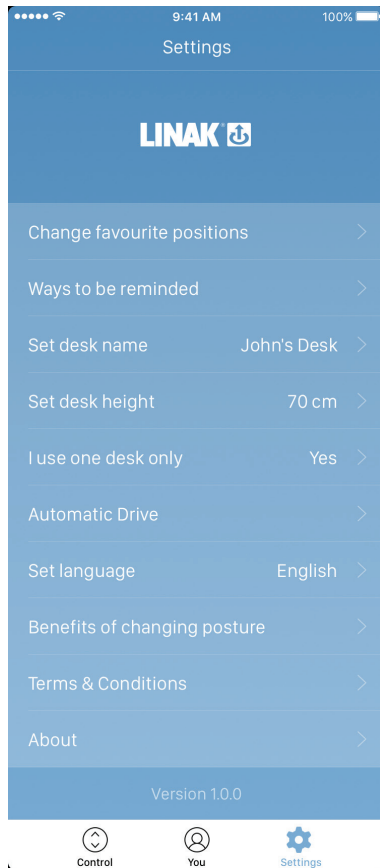 9:41 AM 100%
Settings
LINAK
Change favourite positions
Ways to be reminded
Set desk name John's Desk
Set desk height 70 cm
I use one desk only Yes
Automatic Drive
Set language English
Benefits of changing posture
Terms & Conditions
About
Version 1.0.0
Control You Settings